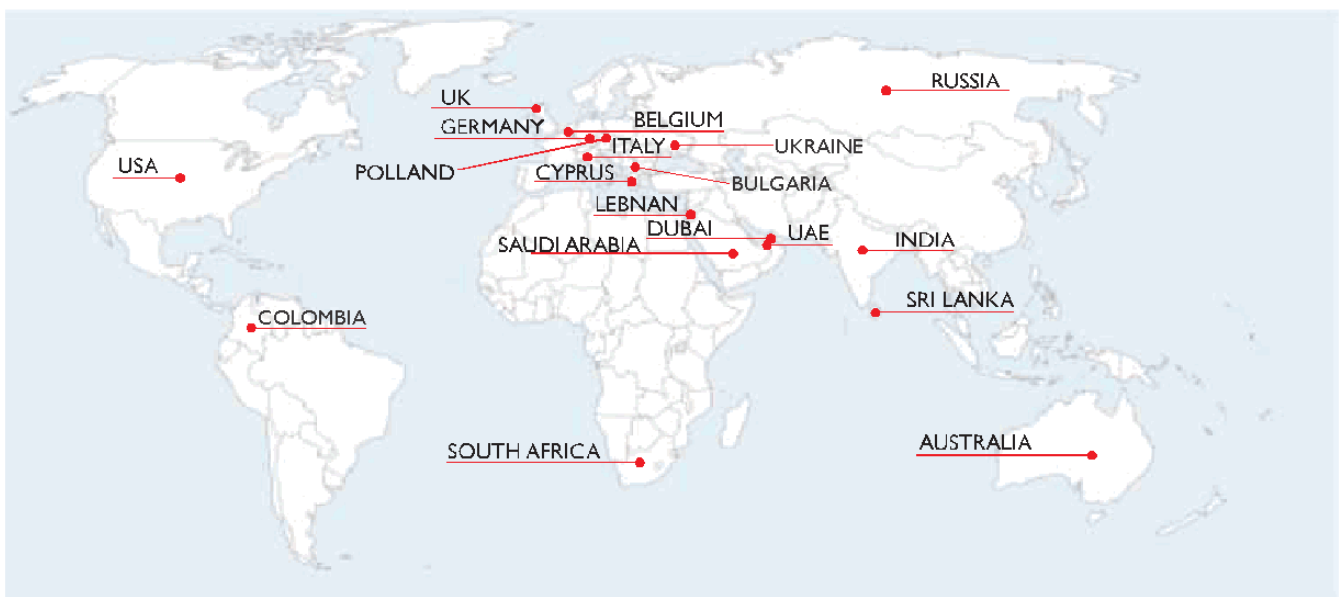 RUSSIA
UK
BELGIUM
GERMANY
ITALY
UKRAINE
USA
POLLAND
CYPRUS
BULGARIA
LEBNAN
DUBAI
UAE
SAUDI ARABIA
INDIA
SRI LANKA
COLOMBIA
SOUTH AFRICA
AUSTRALIA